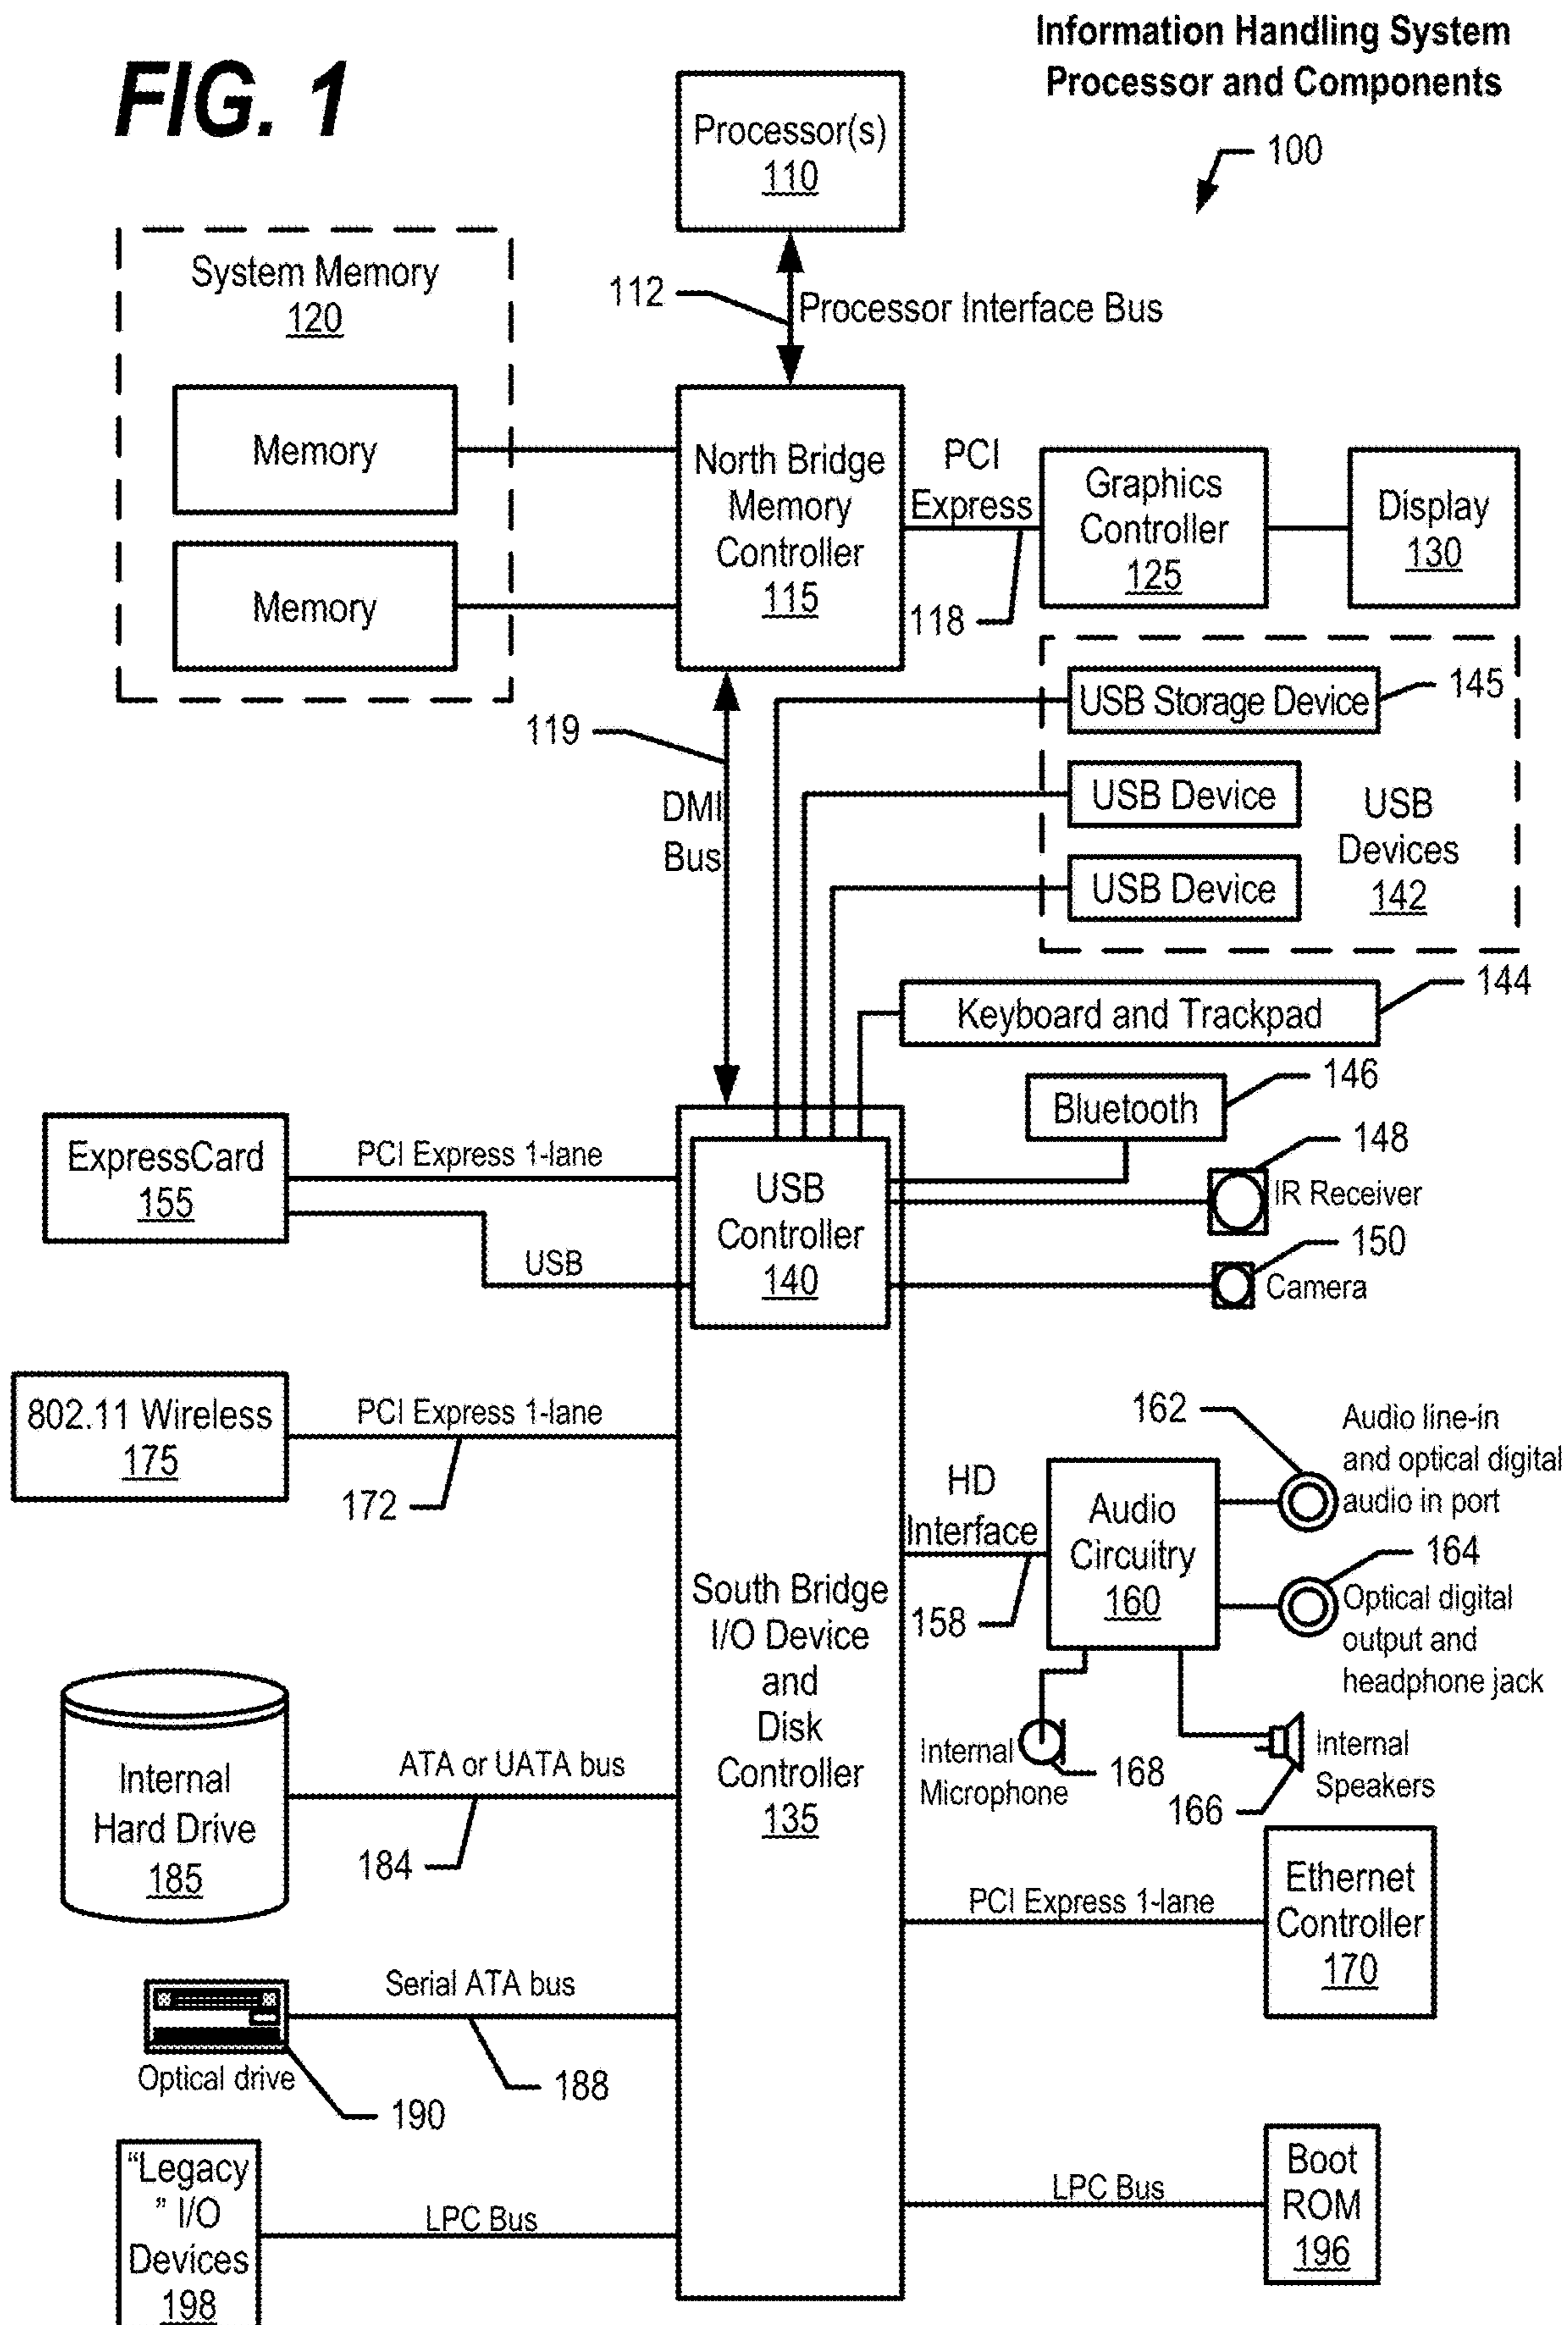 FIG. 1
Information Handling System
Processor and Components
100
Processor(s)
110
System Memory
120
112
Processor Interface Bus
Memory
Memory
North Bridge
Memory
Controller
115
PCI
Express
118
Graphics
Controller
125
Display
130
119
DMI
Bus
USB Storage Device
145
USB Device
USB Device
USB
Devices
142
Keyboard and Trackpad
144
Bluetooth
146
148
IR Receiver
150
Camera
ExpressCard
155
PCI Express 1-lane
USB
USB
Controller
140
802.11 Wireless
175
PCI Express 1-lane
172
HD
Interface
158
Audio
Circuitry
160
162
Audio line-in
and optical digital
audio in port
164
Optical digital
output and
headphone jack
South Bridge
I/O Device
and
Disk
Controller
135
Internal
Microphone
168
166
Internal
Speakers
Internal
Hard Drive
185
ATA or UATA bus
184
PCI Express 1-lane
Ethernet
Controller
170
Serial ATA bus
188
Optical drive
190
“Legacy
” I/O
Devices
198
LPC Bus
LPC Bus
Boot
ROM
196